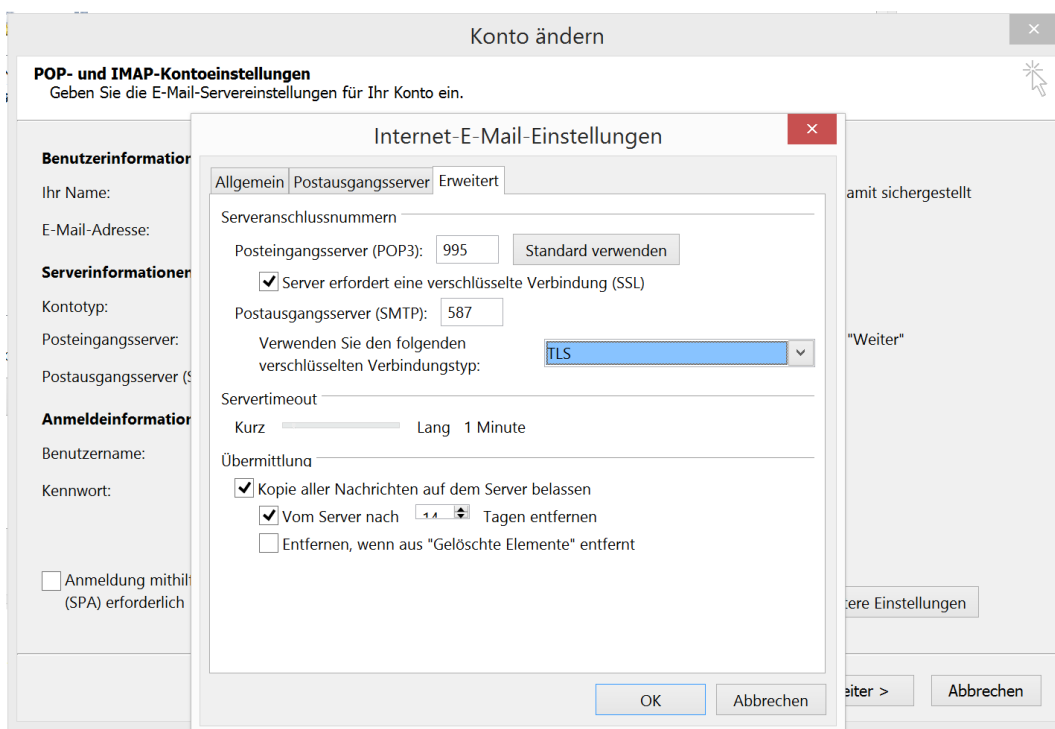 Konto ändern
POP- und IMAP-Kontoeinstellungen
Geben Sie die E-Mail-Servereinstellungen für Ihr Konto ein.
Internet-E-Mail-Einstellungen
Allgemein Postausgangsserver Erweitert
Serveranschlussnummern
Posteingangsserver (POP3): 995 Standard verwenden
Server erfordert eine verschlüsselte Verbindung (SSL)
Postausgangsserver (SMTP): 587
Verwenden Sie den folgenden
verschlüsselten Verbindungstyp: TLS
Servertimeout
Kurz Lang 1 Minute
Übermittlung
Kopie aller Nachrichten auf dem Server belassen
Vom Server nach 14 Tagen entfernen
Entfernen, wenn aus "Gelöschte Elemente" entfernt
OK Abbrechen
Benutzerinformation
Ihr Name:
E-Mail-Adresse:
Serverinformationen
Kontotyp:
Posteingangsserver:
Postausgangsserver (S
Anmeldeinformation
Benutzername:
Kennwort:
Anmeldung mithil
(SPA) erforderlich
amit sichergestellt
"Weiter"
tere Einstellungen
eiter > Abbrechen